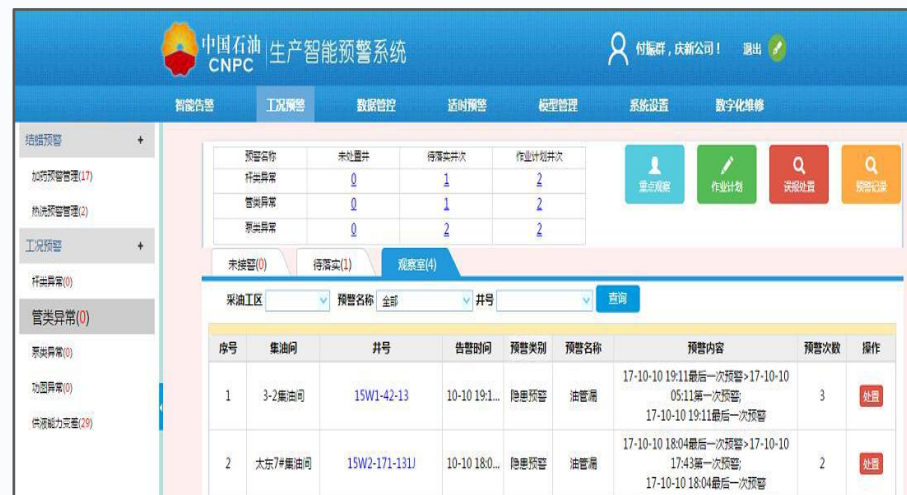 中国石油
CNPC
生产智能预警系统
付振群，庆新公司！ 退出
智能告警 工况预警 数据管控 适时预警 模型管理 系统设置 数字化维修
结蜡预警 +
加药预警管理(17)
热洗预警管理(2)
工况预警 +
杆类异常(0)
管类异常(0)
泵类异常(0)
功图异常(0)
供液能力变差(29)
预警名称 未处置井 待落实井次 作业计划井次
杆类异常 0 1 2
管类异常 0 1 2
泵类异常 0 2 2
重点观察 作业计划 误报处置 预警记录
未接警(0) 待落实(1) 观察室(4)
采油工区 预警名称 全部 井号 查询
序号 集油间 井号 告警时间 预警类别 预警名称 预警内容 预警次数 操作
1 3-2集油间 15W1-42-13 10-10 19:1... 隐患预警 油管漏 17-10-10 19:11最后一次预警>17-10-10
05:11第一次预警;
17-10-10 19:11最后一次预警 3 处置
2 太东7#集油间 15W2-171-131J 10-10 18:0... 隐患预警 油管漏 17-10-10 18:04最后一次预警>17-10-10
17:43第一次预警;
17-10-10 18:04最后一次预警 2 处置